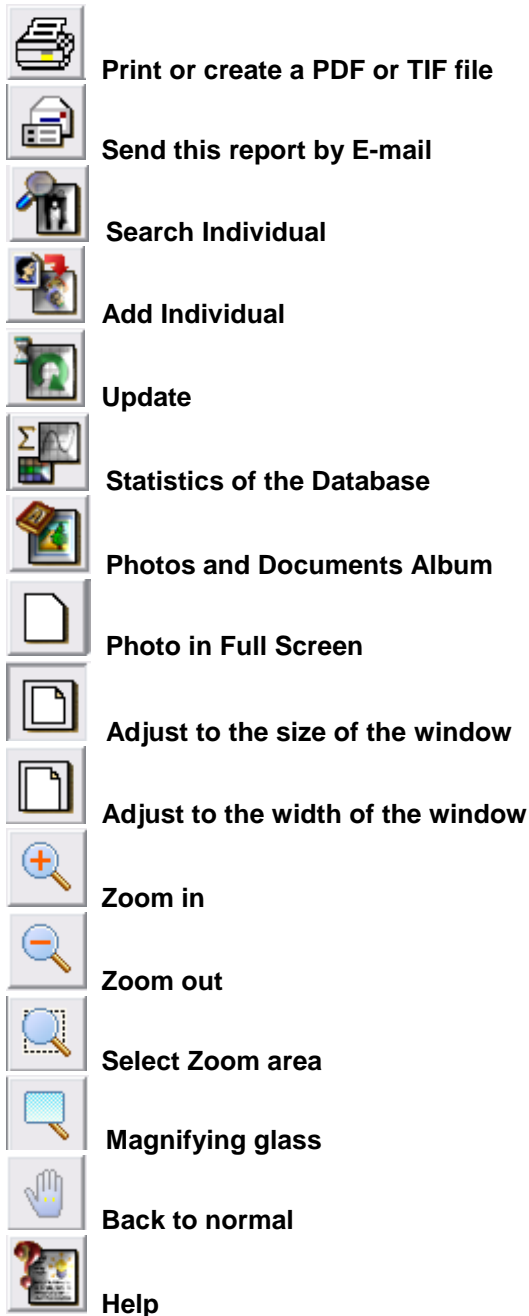 Print or create a PDF or TIF file
Send this report by E-mail
Search Individual
Add Individual
Update
Statistics of the Database
Photos and Documents Album
Photo in Full Screen
Adjust to the size of the window
Adjust to the width of the window
Zoom in
Zoom out
Select Zoom area
Magnifying glass
Back to normal
Help